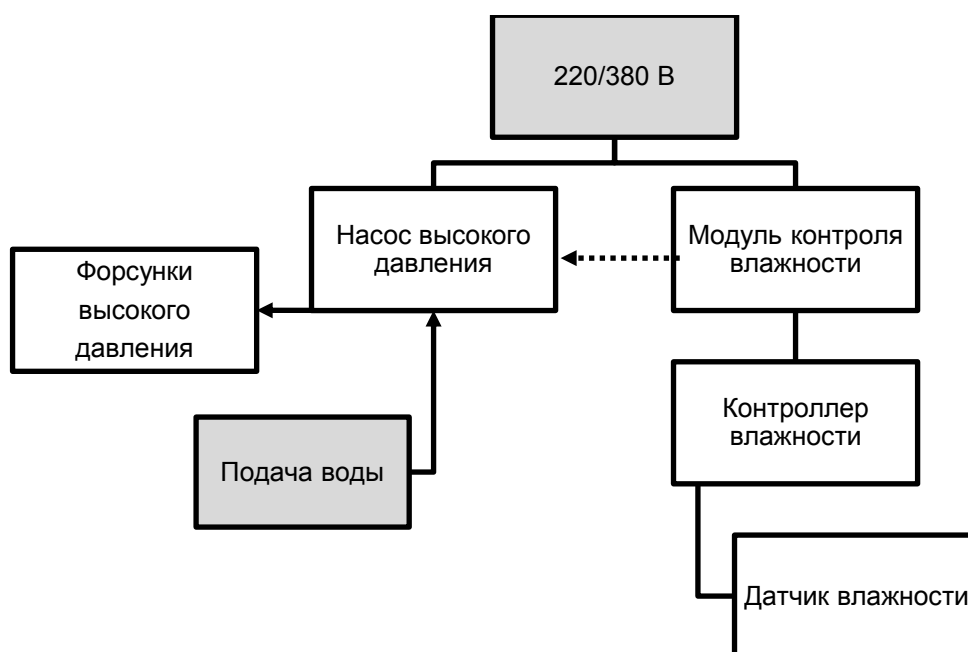 220/380 В
Насос высокого
давления
Модуль контроля
влажности
Форсунки
высокого
давления
Контроллер
влажности
Подача воды
Датчик влажности